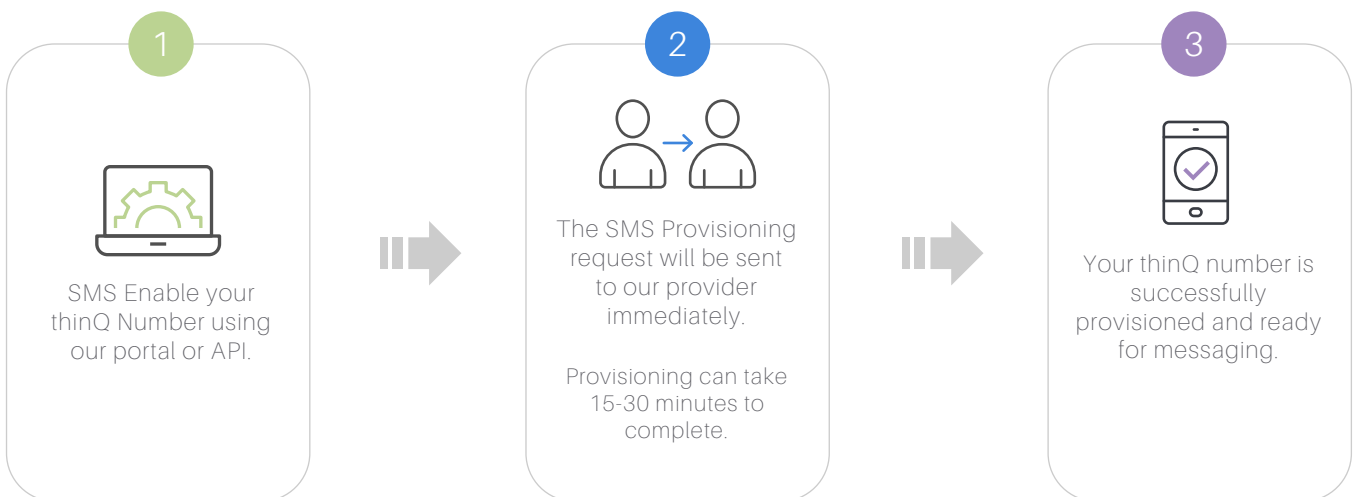 1
SMS Enable your
thinQ Number using
our portal or API.
2
The SMS Provisioning
request will be sent
to our provider
immediately.
Provisioning can take
15-30 minutes to
complete.
3
Your thinQ number is
successfully
provisioned and ready
for messaging.